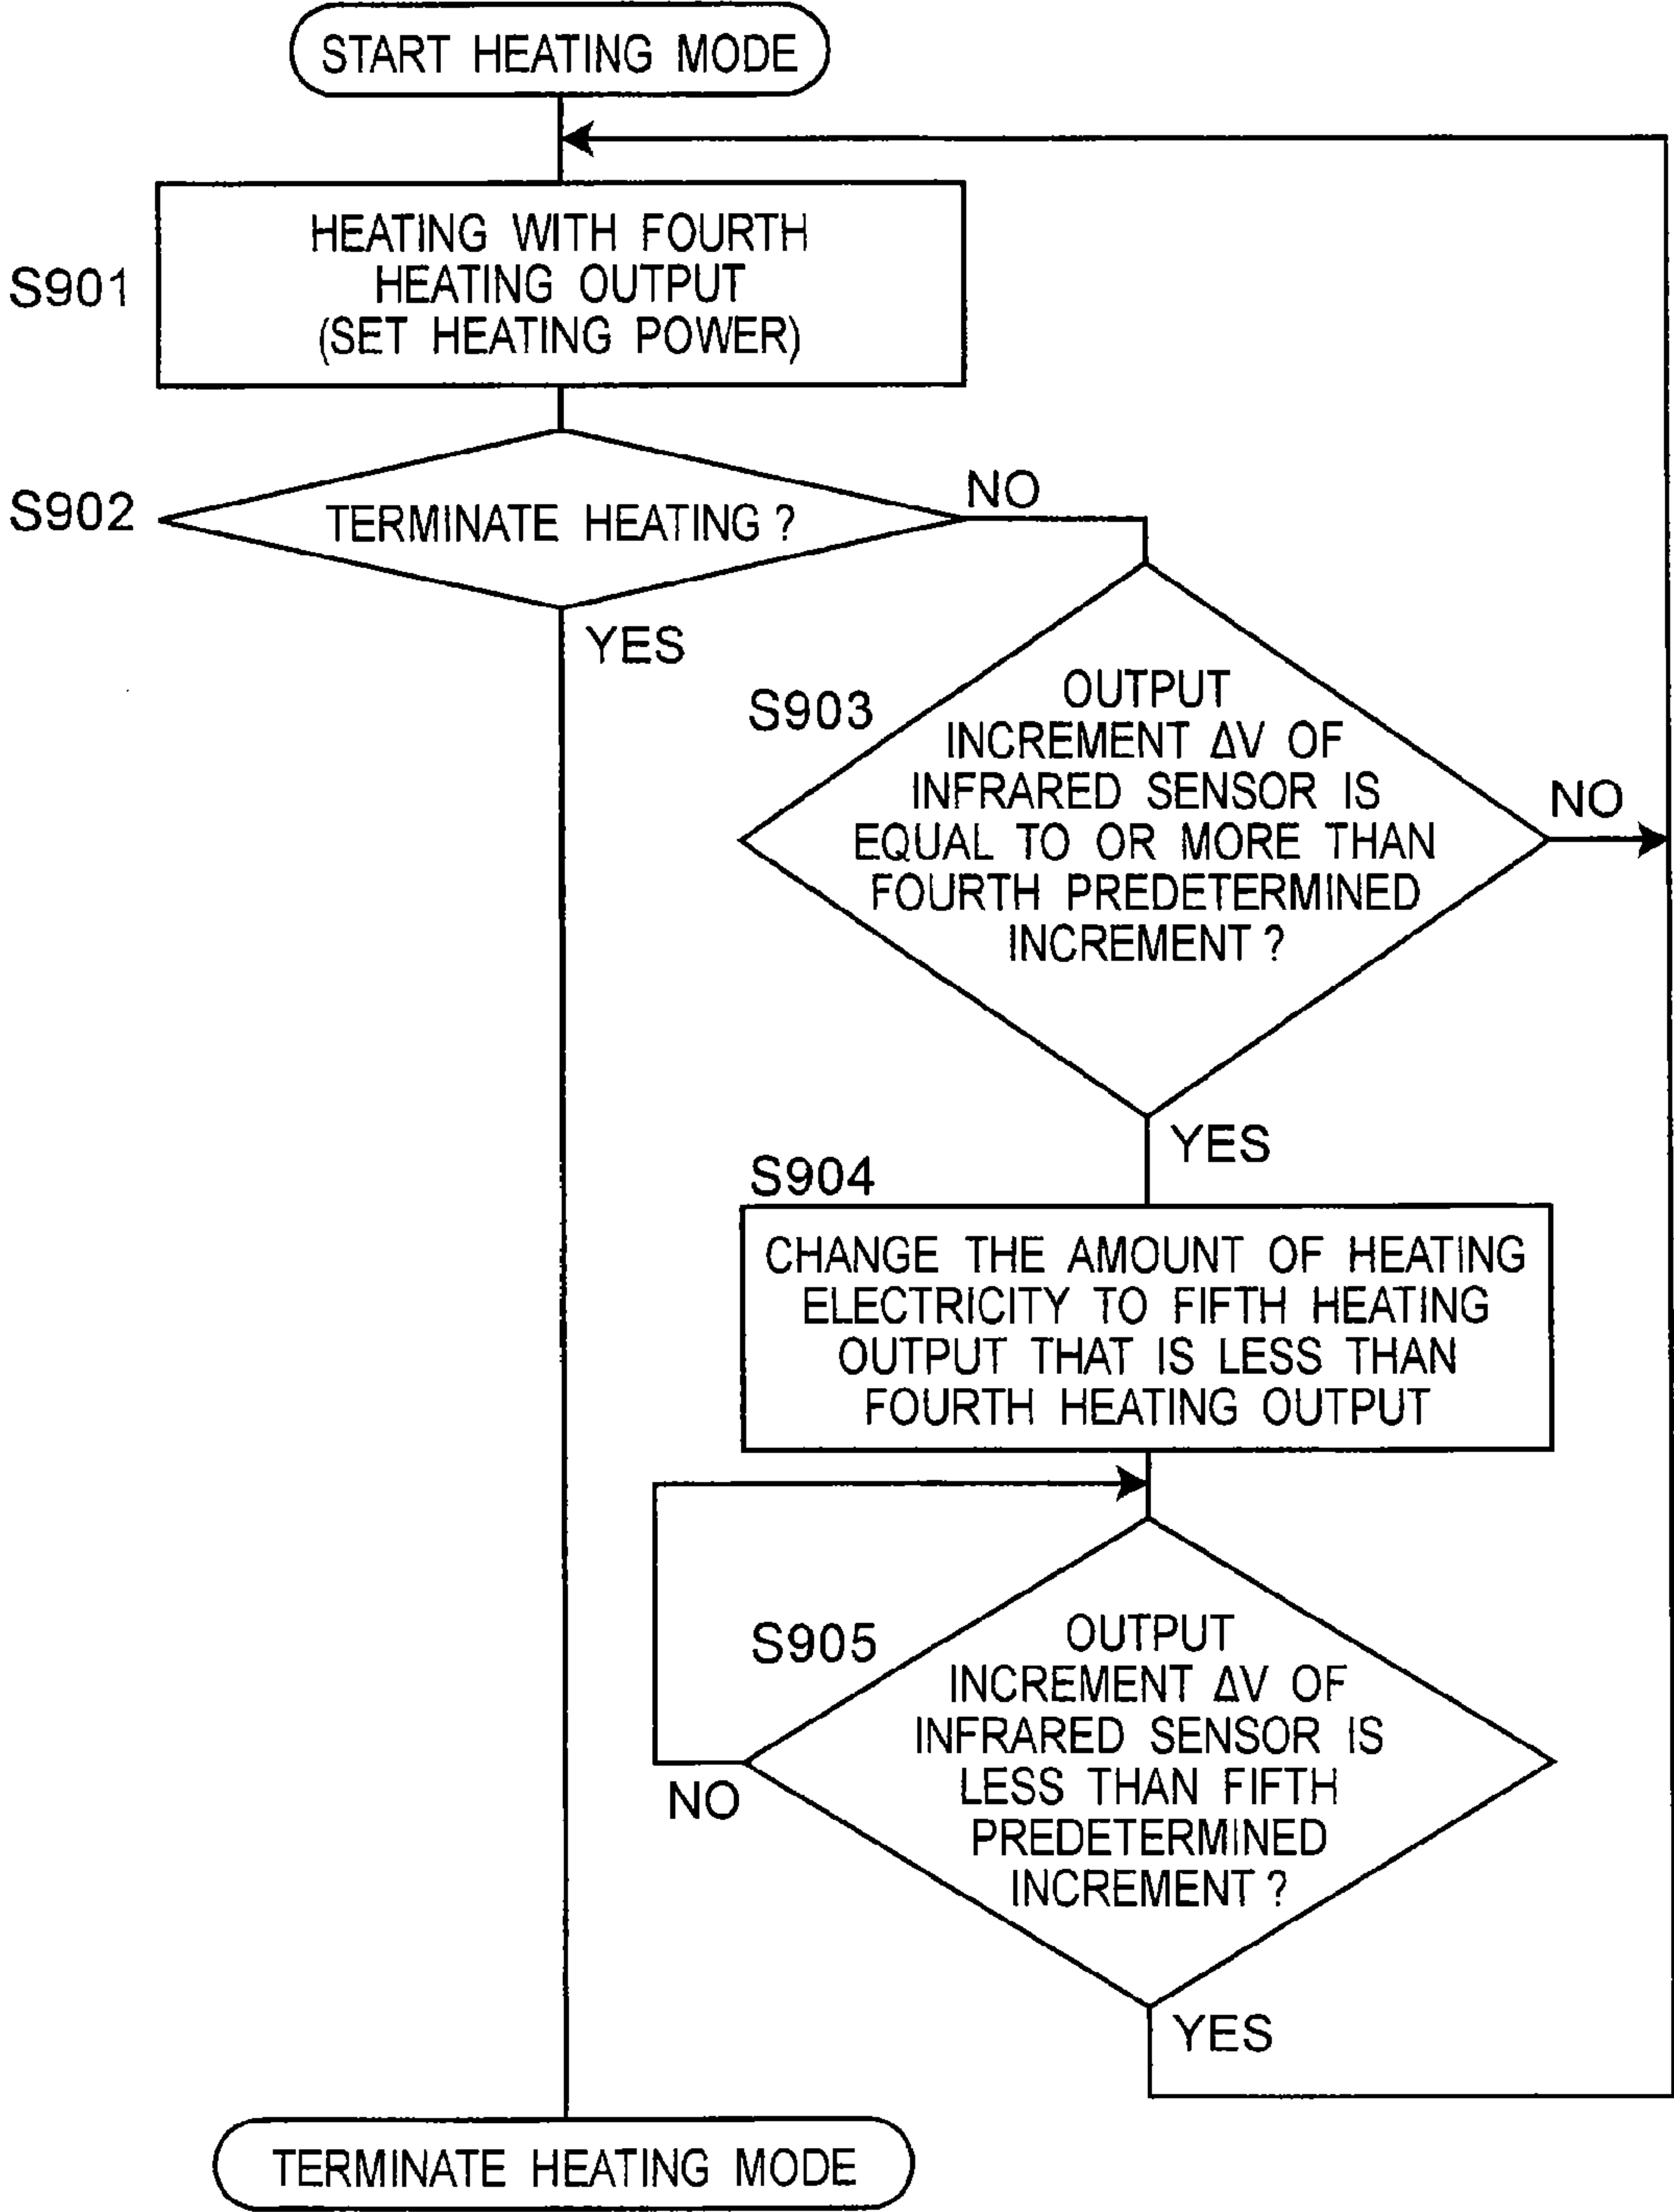 START HEATING MODE
S901
HEATING WITH FOURTH
HEATING OUTPUT
(SET HEATING POWER)
S902
TERMINATE HEATING ?
NO
YES
S903
OUTPUT
INCREMENT ΔV OF
INFRARED SENSOR IS
EQUAL TO OR MORE THAN
FOURTH PREDETERMINED
INCREMENT ?
NO
YES
S904
CHANGE THE AMOUNT OF HEATING
ELECTRICITY TO FIFTH HEATING
OUTPUT THAT IS LESS THAN
FOURTH HEATING OUTPUT
S905
OUTPUT
INCREMENT ΔV OF
INFRARED SENSOR IS
LESS THAN FIFTH
PREDETERMINED
INCREMENT ?
NO
YES
TERMINATE HEATING MODE